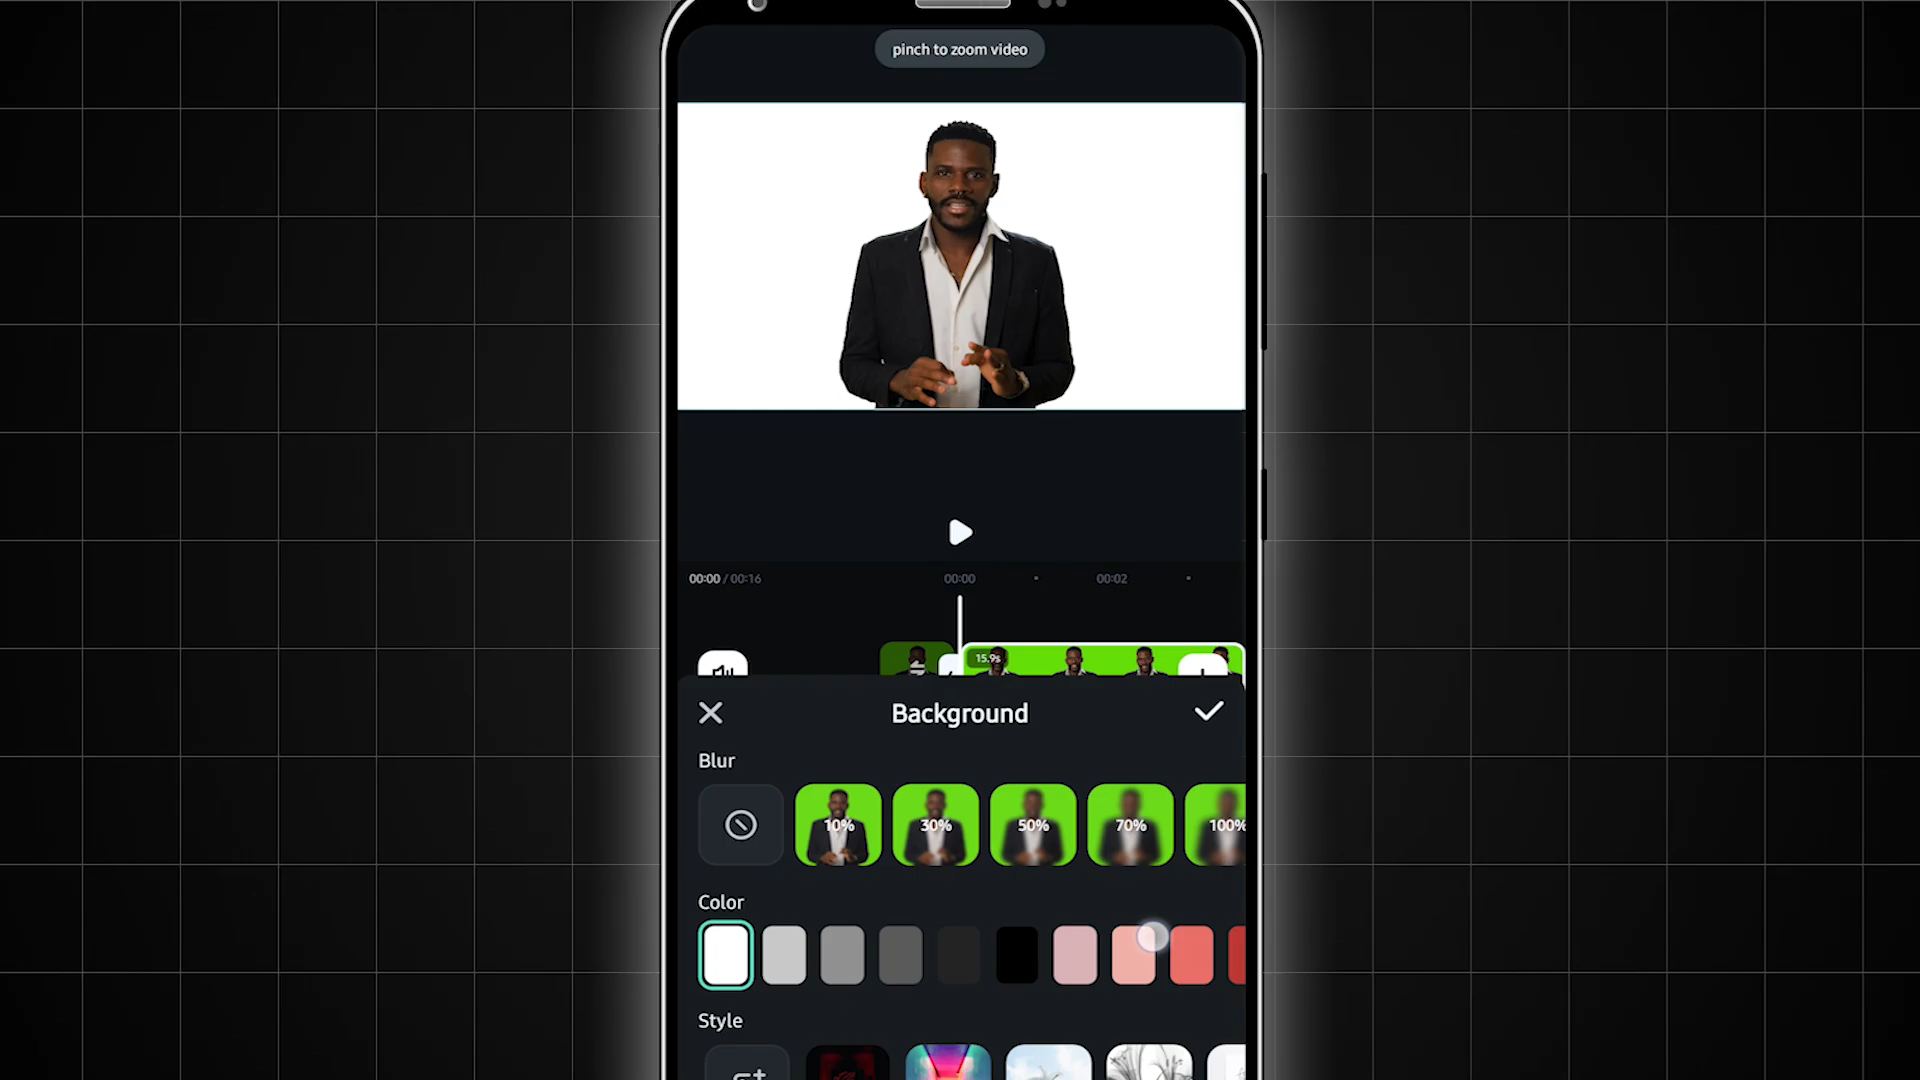 pinch to zoom video
00:00 / 00:16 00:00 00:02
15.9s
Background
Blur
10% 30% 50% 70% 100%
Color
Style